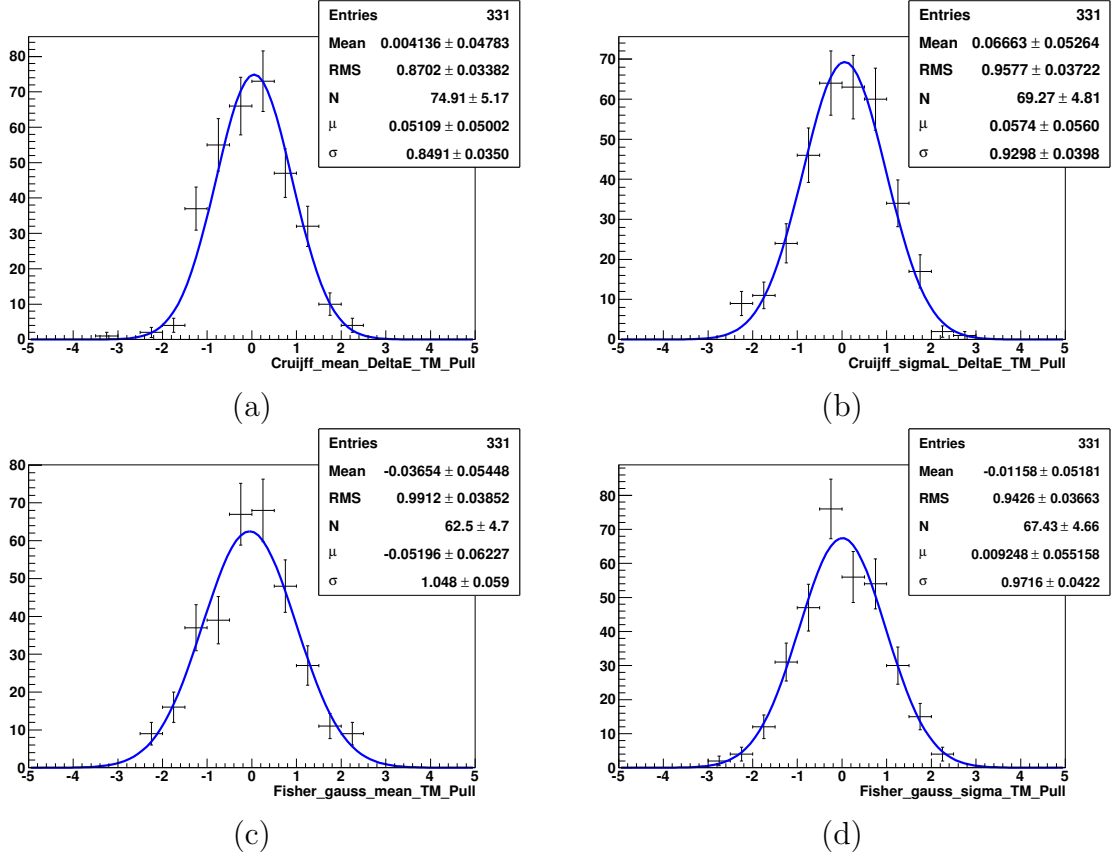 Entries 331
Mean 0.004136 ± 0.04783
RMS 0.8702 ± 0.03382
N 74.91 ± 5.17
μ 0.05109 ± 0.05002
σ 0.8491 ± 0.0350
80
70
60
50
40
30
20
10
0
-5 -4 -3 -2 -1 0 1 2 3 4 5
Cruijff_mean_DeltaE_TM_Pull
(a)
Entries 331
Mean 0.06663 ± 0.05264
RMS 0.9577 ± 0.03722
N 69.27 ± 4.81
μ 0.0574 ± 0.0560
σ 0.9298 ± 0.0398
70
60
50
40
30
20
10
0
-5 -4 -3 -2 -1 0 1 2 3 4 5
Cruijff_sigmaL_DeltaE_TM_Pull
(b)
Entries 331
Mean -0.03654 ± 0.05448
RMS 0.9912 ± 0.03852
N 62.5 ± 4.7
μ -0.05196 ± 0.06227
σ 1.048 ± 0.059
80
70
60
50
40
30
20
10
0
-5 -4 -3 -2 -1 0 1 2 3 4 5
Fisher_gauss_mean_TM_Pull
(c)
Entries 331
Mean -0.01158 ± 0.05181
RMS 0.9426 ± 0.03663
N 67.43 ± 4.66
μ 0.009248 ± 0.055158
σ 0.9716 ± 0.0422
80
70
60
50
40
30
20
10
0
-5 -4 -3 -2 -1 0 1 2 3 4 5
Fisher_gauss_sigma_TM_Pull
(d)